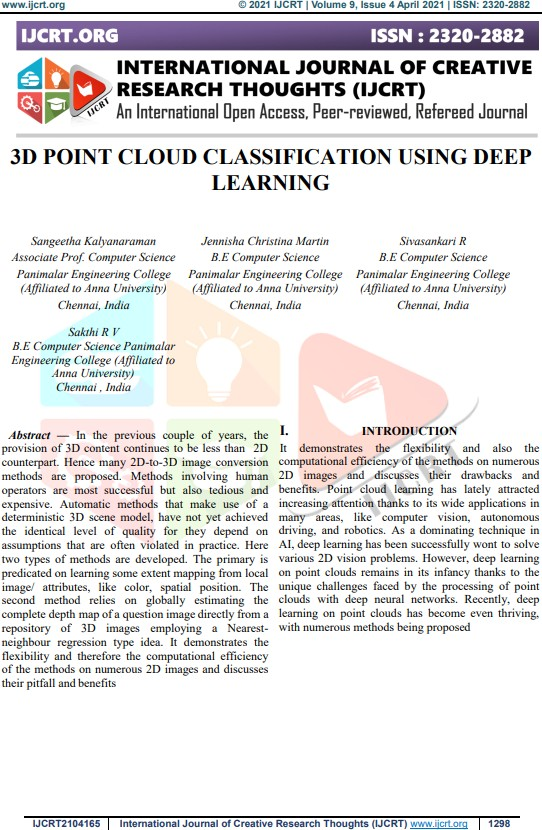 www.ijcrt.org © 2021 IJCRT | Volume 9, Issue 4 April 2021 | ISSN: 2320-2882
IJCRT.ORG ISSN : 2320-2882
INTERNATIONAL JOURNAL OF CREATIVE
RESEARCH THOUGHTS (IJCRT)
An International Open Access, Peer-reviewed, Refereed Journal
IJCRT
3D POINT CLOUD CLASSIFICATION USING DEEP
LEARNING
Sangeetha Kalyanaraman
Associate Prof. Computer Science
Panimalar Engineering College
(Affiliated to Anna University)
Chennai, India
Jennisha Christina Martin
B.E Computer Science
Panimalar Engineering College
(Affiliated to Anna University)
Chennai, India
Sivasankari R
B.E Computer Science
Panimalar Engineering College
(Affiliated to Anna University)
Chennai, India
Sakthi R V
B.E Computer Science Panimalar
Engineering College (Affiliated to
Anna University)
Chennai , India
Abstract — In the previous couple of years, the
provision of 3D content continues to be less than 2D
counterpart. Hence many 2D-to-3D image conversion
methods are proposed. Methods involving human
operators are most successful but also tedious and
expensive. Automatic methods that make use of a
deterministic 3D scene model, have not yet achieved
the identical level of quality for they depend on
assumptions that are often violated in practice. Here
two types of methods are developed. The primary is
predicated on learning some extent mapping from local
image/ attributes, like color, spatial position. The
second method relies on globally estimating the
complete depth map of a question image directly from a
repository of 3D images employing a Nearest-
neighbour regression type idea. It demonstrates the
flexibility and therefore the computational efficiency
of the methods on numerous 2D images and discusses
their pitfall and benefits
I. INTRODUCTION
It demonstrates the flexibility and also the
computational efficiency of the methods on numerous
2D images and discusses their drawbacks and
benefits. Point cloud learning has lately attracted
increasing attention thanks to its wide applications in
many areas, like computer vision, autonomous
driving, and robotics. As a dominating technique in
AI, deep learning has been successfully wont to solve
various 2D vision problems. However, deep learning
on point clouds remains in its infancy thanks to the
unique challenges faced by the processing of point
clouds with deep neural networks. Recently, deep
learning on point clouds has become even thriving,
with numerous methods being proposed
IJCRT
IJCRT2104165 International Journal of Creative Research Thoughts (IJCRT) www.ijcrt.org 1298